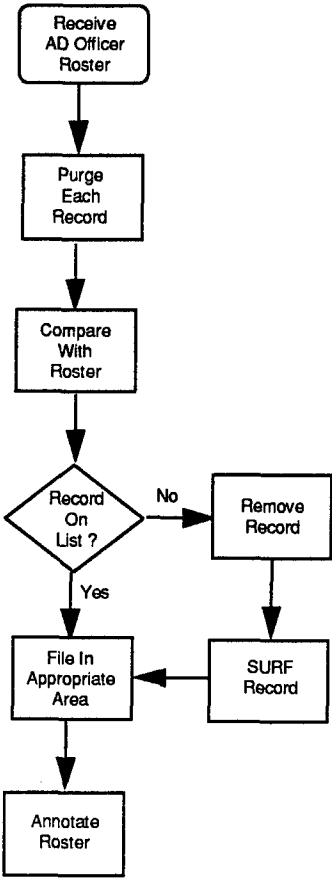 Receive
AD Officer
Roster
Purge
Each
Record
Compare
With
Roster
Record
On
List ?
No
Remove
Record
Yes
File In
Appropriate
Area
SURF
Record
Annotate
Roster